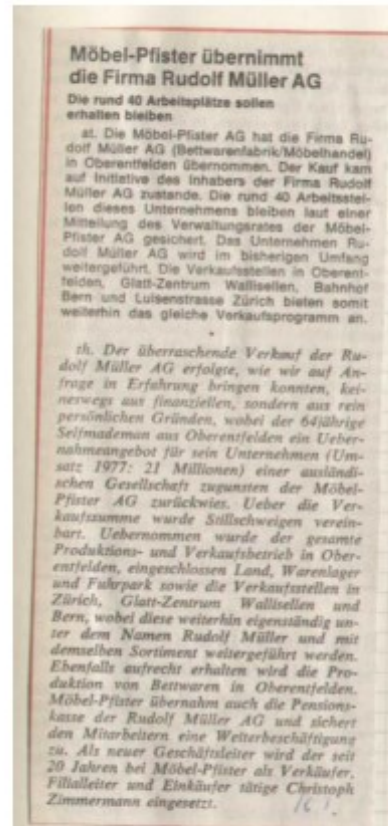 Möbel-Pfister übernimmt
die Firma Rudolf Müller AG
Die rund 40 Arbeitsplätze sollen
erhalten bleiben
at. Die Möbel-Pfister AG hat die Firma Ru-
dolf Müller AG (Bettwarenfabrik/Möbelhandel)
in Oberentfelden übernommen. Der Kauf kam
auf Initiative des Inhabers der Firma Rudolf
Müller AG zustande. Die rund 40 Arbeitsstel-
len dieses Unternehmens bleiben laut einer
Mitteilung des Verwaltungsrates der Möbel-
Pfister AG gesichert. Das Unternehmen Ru-
dolf Müller AG wird im bisherigen Umfang
weitergeführt. Die Verkaufsstellen in Oberent-
felden, Glatt-Zentrum Wallisellen, Bahnhof
Bern und Luisenstrasse Zürich bieten somit
weiterhin das gleiche Verkaufsprogramm an.
*
th. Der überraschende Verkauf der Ru-
dolf Müller AG erfolgte, wie wir auf An-
frage in Erfahrung bringen konnten, kei-
neswegs aus finanziellen, sondern aus rein
persönlichen Gründen, wobei der 64jährige
Selfmademan aus Oberentfelden ein Ueber-
nahmeangebot für sein Unternehmen (Um-
satz 1977: 21 Millionen) einer ausländi-
schen Gesellschaft zugunsten der Möbel-
Pfister AG zurückwies. Ueber die Ver-
kaufssumme wurde Stillschweigen verein-
bart. Uebernommen wurde der gesamte
Produktions- und Verkaufsbetrieb in Ober-
entfelden, eingeschlossen Land, Warenlager
und Fuhrpark sowie die Verkaufsstellen in
Zürich, Glatt-Zentrum Wallisellen und
Bern, wobei diese weiterhin eigenständig un-
ter dem Namen Rudolf Müller und mit
demselben Sortiment weitergeführt werden.
Ebenfalls aufrecht erhalten wird die Pro-
duktion von Bettwaren in Oberentfelden.
Möbel-Pfister übernahm auch die Pensions-
kasse der Rudolf Müller AG und sichert
den Mitarbeitern eine Weiterbeschäftigung
zu. Als neuer Geschäftsleiter wird der seit
20 Jahren bei Möbel-Pfister als Verkäufer,
Filialleiter und Einkäufer tätige Christoph
Zimmermann eingesetzt.